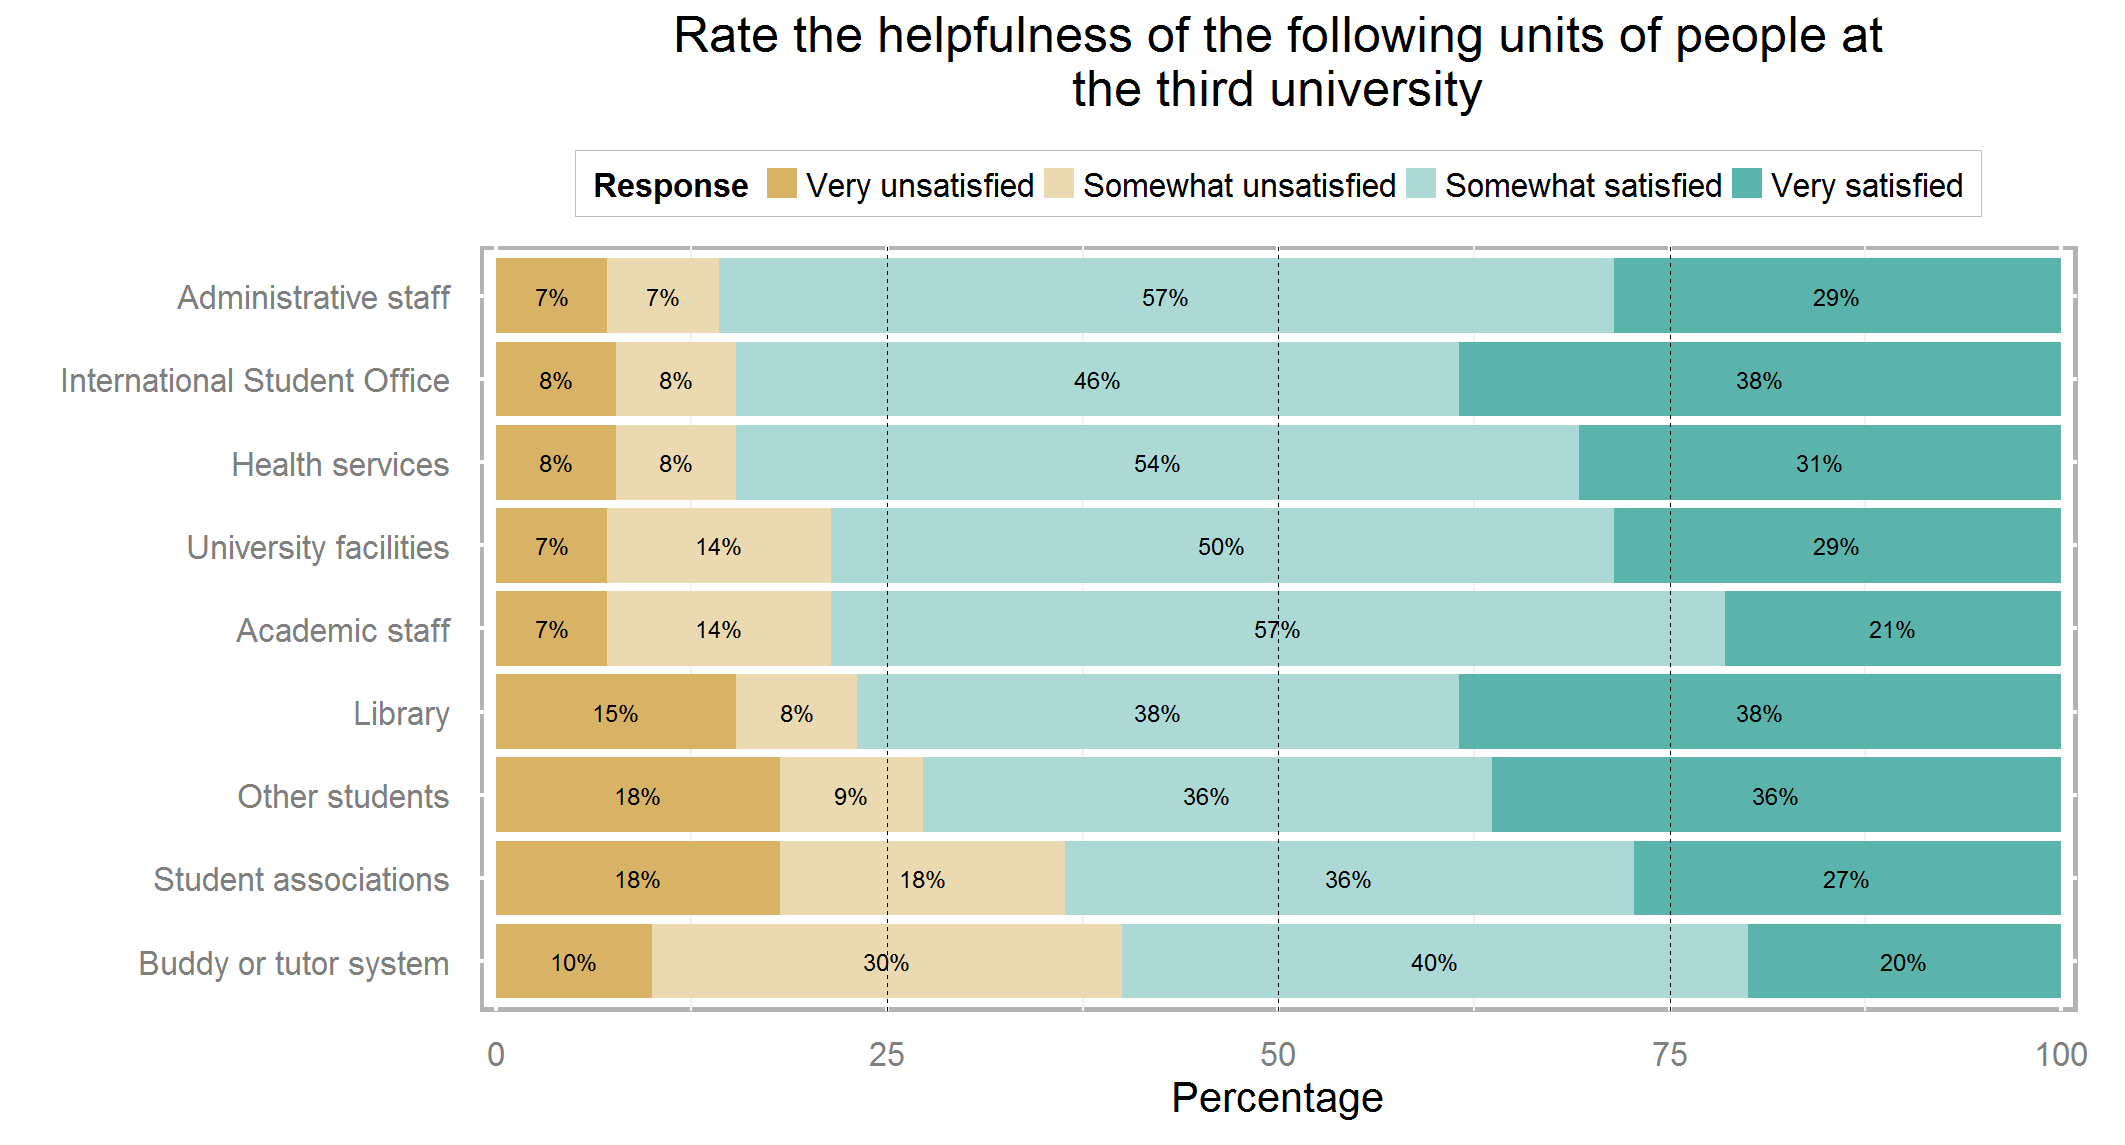 Rate the helpfulness of the following units of people at
the third university
Response Very unsatisfied Somewhat unsatisfied Somewhat satisfied Very satisfied
Administrative staff 7% 7% 57% 29%
International Student Office 8% 8% 46% 38%
Health services 8% 8% 54% 31%
University facilities 7% 14% 50% 29%
Academic staff 7% 14% 57% 21%
Library 15% 8% 38% 38%
Other students 18% 9% 36% 36%
Student associations 18% 18% 36% 27%
Buddy or tutor system 10% 30% 40% 20%
0 25 50 75 100
Percentage